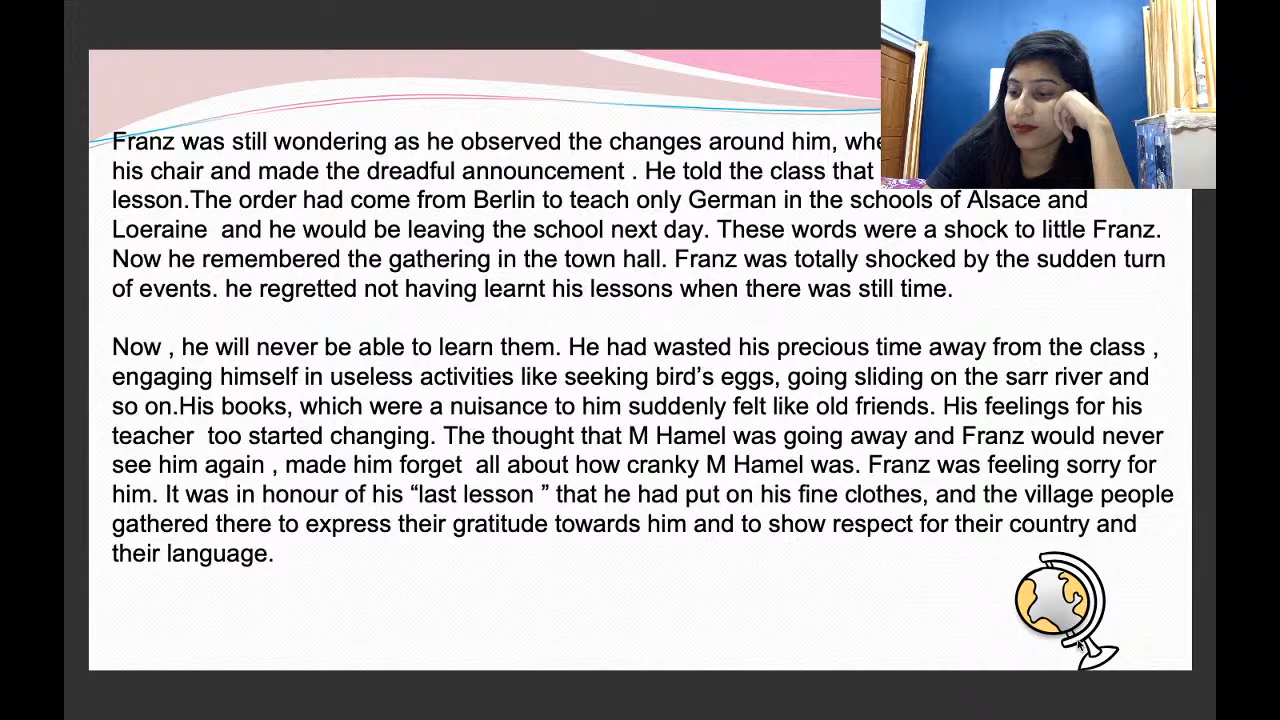 Franz was still wondering as he observed the changes around him,
his chair and made the dreadful announcement . He told the class that
lesson.The order had come from Berlin to teach only German in the schools of Alsace and
Loeraine and he would be leaving the school next day. These words were a shock to little Franz.
Now he remembered the gathering in the town hall. Franz was totally shocked by the sudden turn
of events. he regretted not having learnt his lessons when there was still time.
Now , he will never be able to learn them. He had wasted his precious time away from the class ,
engaging himself in useless activities like seeking bird’s eggs, going sliding on the sarr river and
so on.His books, which were a nuisance to him suddenly felt like old friends. His feelings for his
teacher too started changing. The thought that M Hamel was going away and Franz would never
see him again , made him forget all about how cranky M Hamel was. Franz was feeling sorry for
him. It was in honour of his “last lesson ” that he had put on his fine clothes, and the village people
gathered there to express their gratitude towards him and to show respect for their country and
their language.